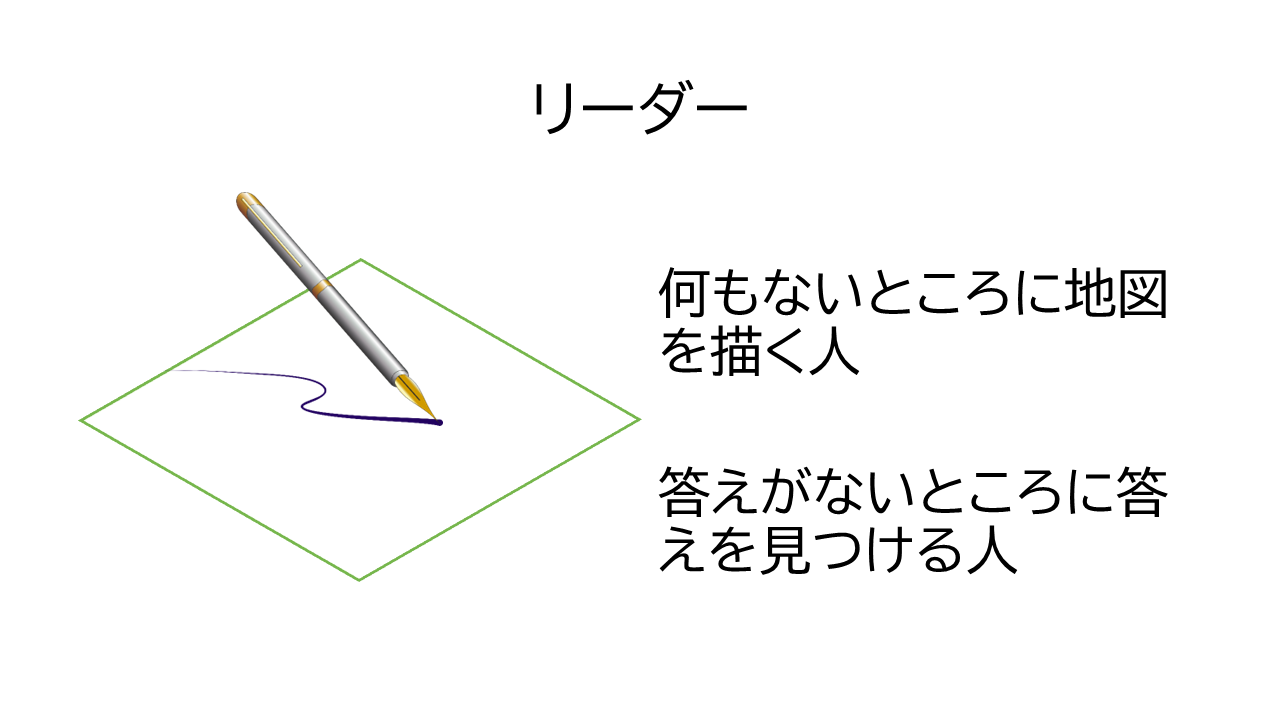 リーダー
何もないところに地図
を描く人
答えがないところに答
えを見つける人